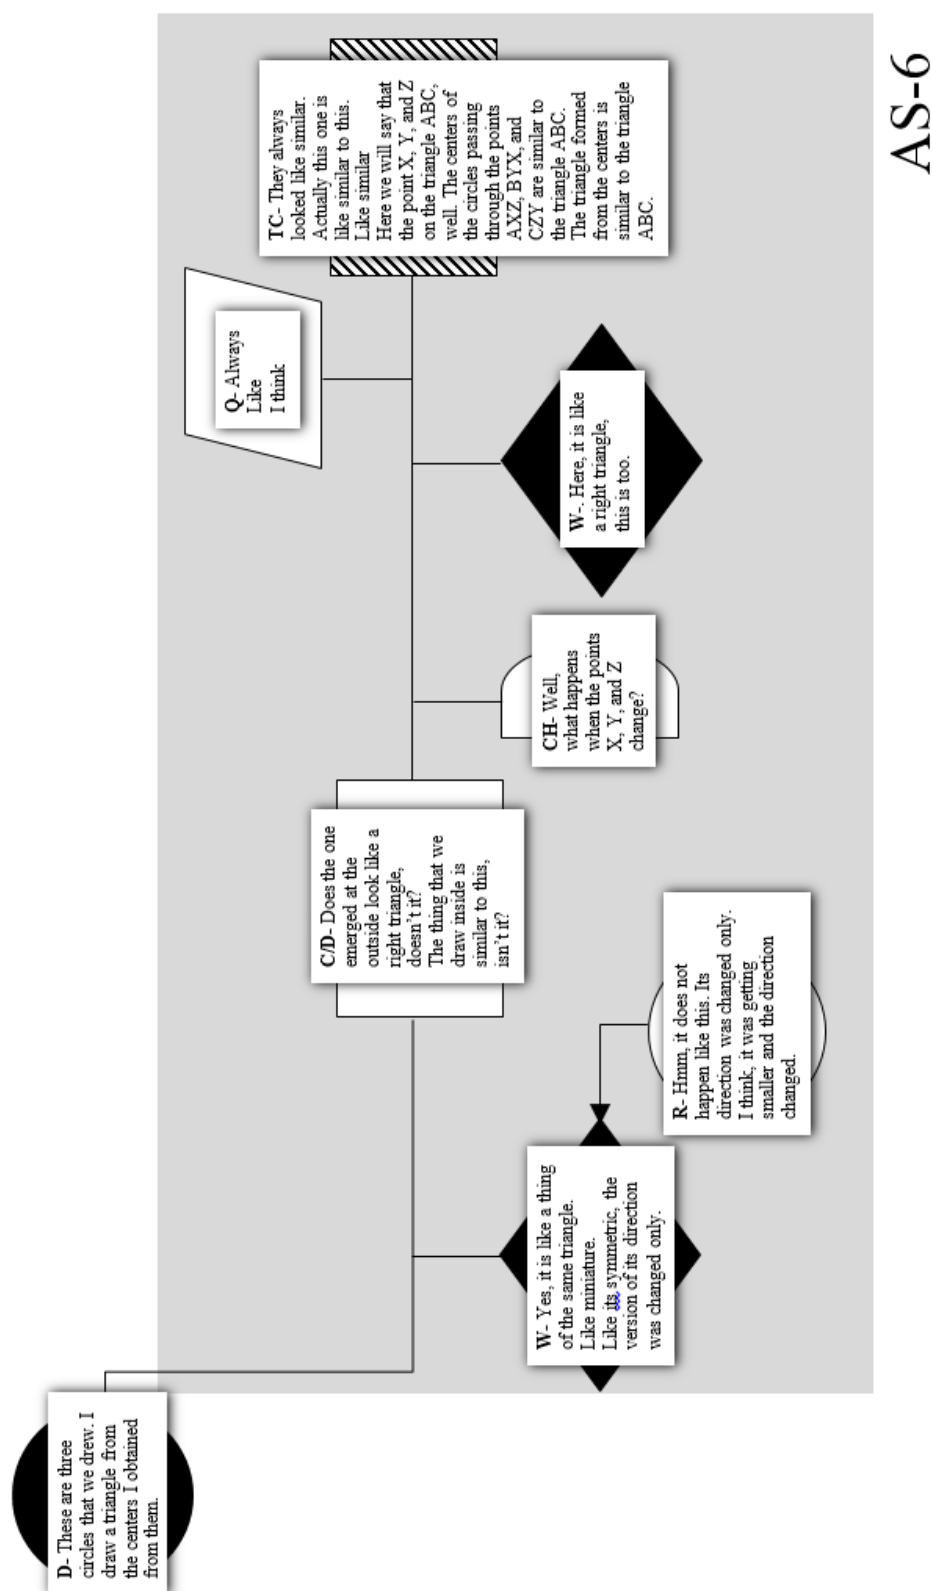 D- These are three
circles that we drew. I
draw a triangle from
the centers I obtained
from them.
W- Yes, it is like a thing
of the same triangle.
Like miniature.
Like its symmetric, the
version of its direction
was changed only.
R- Hmm, it does not
happen like this. Its
direction was changed only.
I think, it was getting
smaller and the direction
changed.
C/D- Does the one
emerged at the
outside look like a
right triangle,
doesn't it?
The thing that we
draw inside is
similar to this,
isn't it?
CH- Well,
what happens
when the points
X, Y, and Z
change?
W-. Here, it is like
a right triangle,
this is too.
Q- Always
Like
I think
TC- They always
looked like similar.
Actually this one is
like similar to this.
Like similar
Here we will say that
the point X, Y, and Z
on the triangle ABC,
well. The centers of
the circles passing
through the points
AXZ, BYX, and
CZY are similar to
the triangle ABC.
The triangle formed
from the centers is
similar to the triangle
ABC.
AS-6